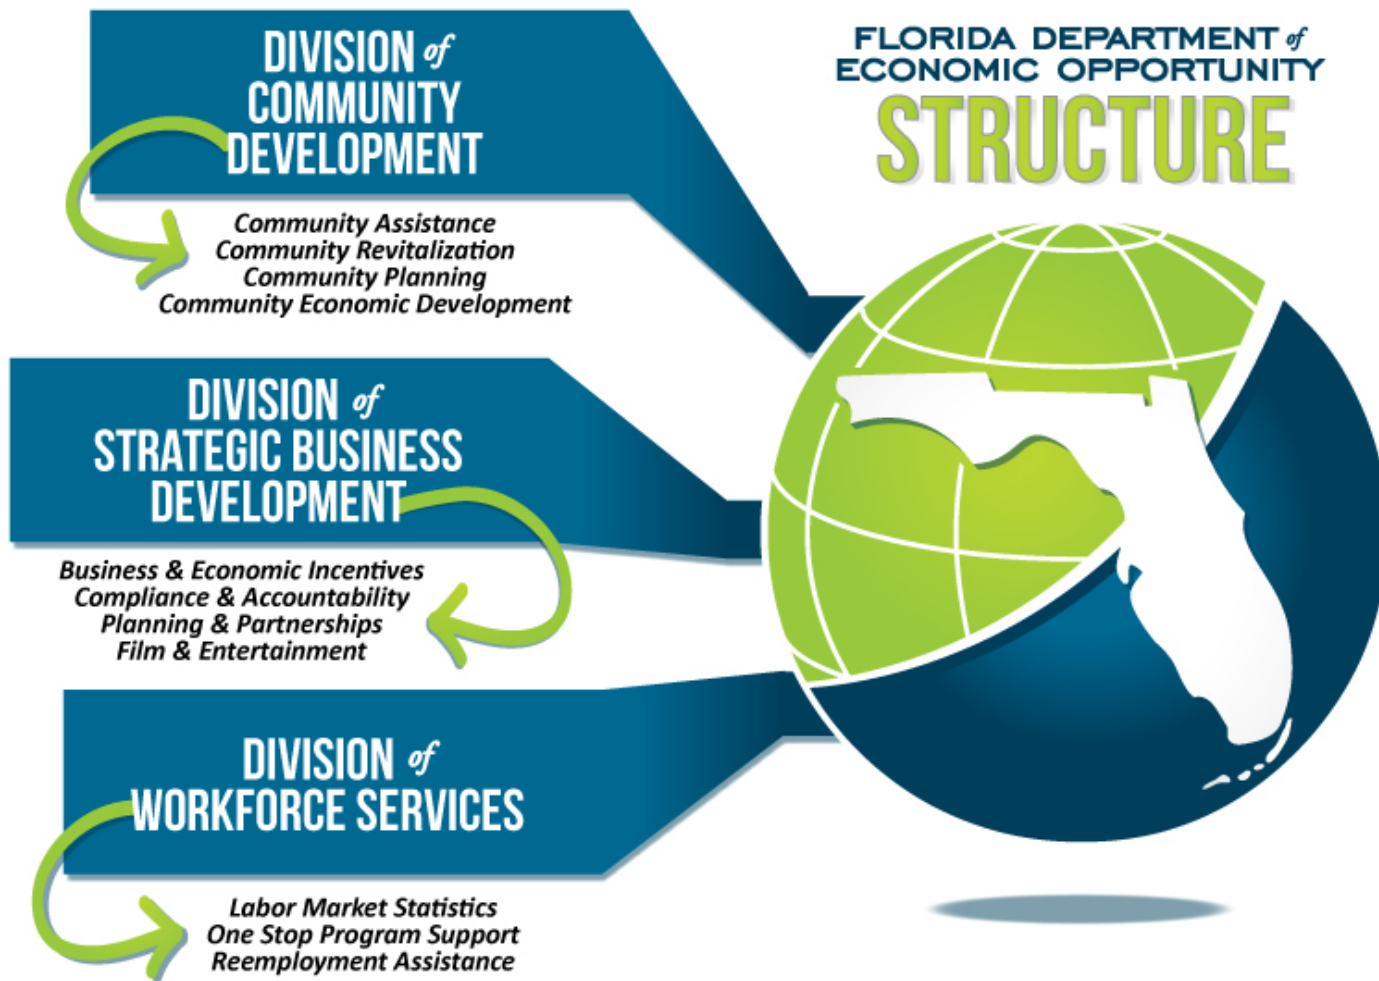 FLORIDA DEPARTMENT of
ECONOMIC OPPORTUNITY
STRUCTURE
DIVISION of
COMMUNITY
DEVELOPMENT
Community Assistance
Community Revitalization
Community Planning
Community Economic Development
DIVISION of
STRATEGIC BUSINESS
DEVELOPMENT
Business & Economic Incentives
Compliance & Accountability
Planning & Partnerships
Film & Entertainment
DIVISION of
WORKFORCE SERVICES
Labor Market Statistics
One Stop Program Support
Reemployment Assistance